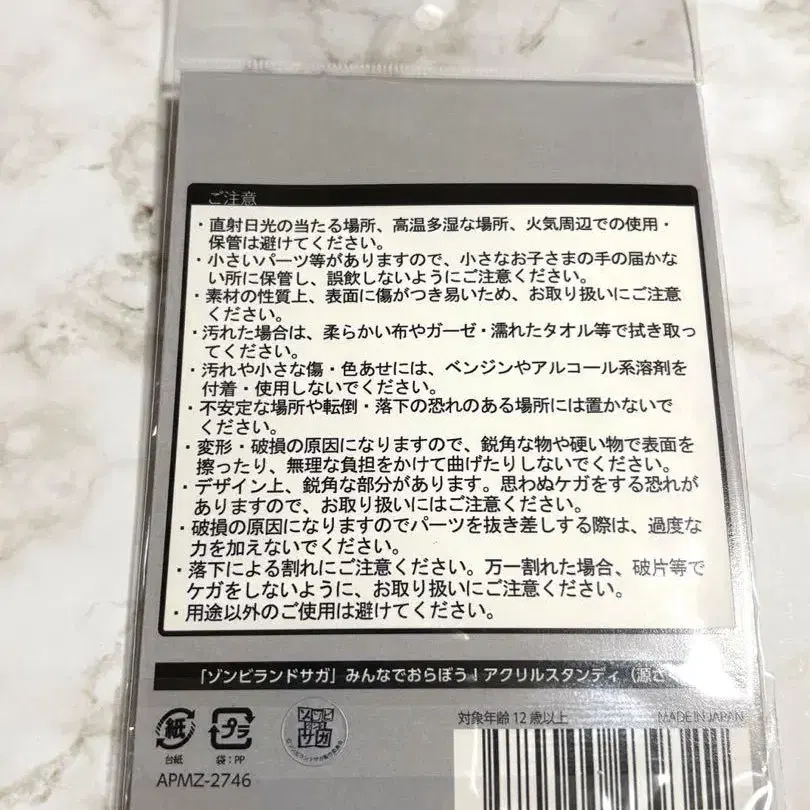 ご注意
・直射日光の当たる場所、高温多湿な場所、火気周辺での使用・
保管は避けてください。
・小さいパーツ等がありますので、小さなお子さまの手の届かな
い所に保管し、誤飲しないようにご注意ください。
・素材の性質上、表面に傷がつき易いため、お取り扱いにご注意
ください。
・汚れた場合は、柔らかい布やガーゼ・濡れたタオル等で拭き取っ
てください。
・汚れや小さな傷・色あせには、ベンジンやアルコール系溶剤を
付着・使用しないでください。
・不安定な場所や転倒・落下の恐れのある場所には置かないで
ください。
・変形・破損の原因になりますので、鋭角な物や硬い物で表面を
擦ったり、無理な負担をかけて曲げたりしないでください。
・デザイン上、鋭角な部分があります。思わぬケガをする恐れが
ありますので、お取り扱いにはご注意ください。
・破損の原因になりますのでパーツを抜き差しする際は、過度な
力を加えないでください。
・落下による割れにご注意ください。万一割れた場合、破片等で
ケガをしないように、お取り扱いにご注意ください。
・用途以外のご使用は避けてください。
「ゾンビランドサガ」みんなでおらぼう!アクリルスタンディ（源さ
紙
プラ
ゾンビ
ランド
サガ
対象年齢12歳以上
MADE IN JAPAN
台紙
袋：PP
APMZ-2746